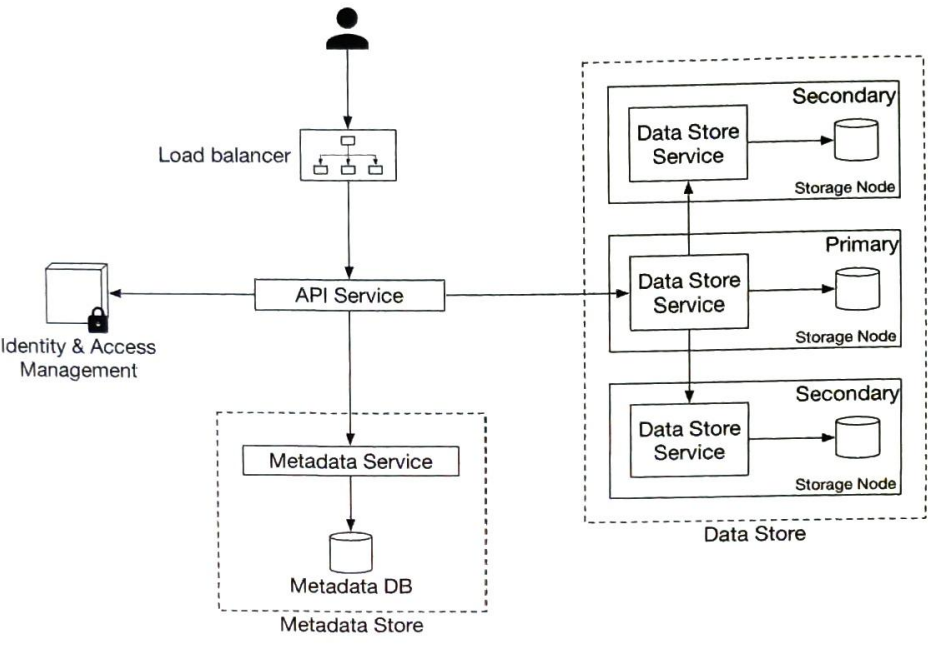 Load balancer
API Service
Identity & Access
Management
Metadata Service
Metadata DB
Metadata Store
Secondary
Data Store
Service
Storage Node
Primary
Data Store
Service
Storage Node
Secondary
Data Store
Service
Storage Node
Data Store